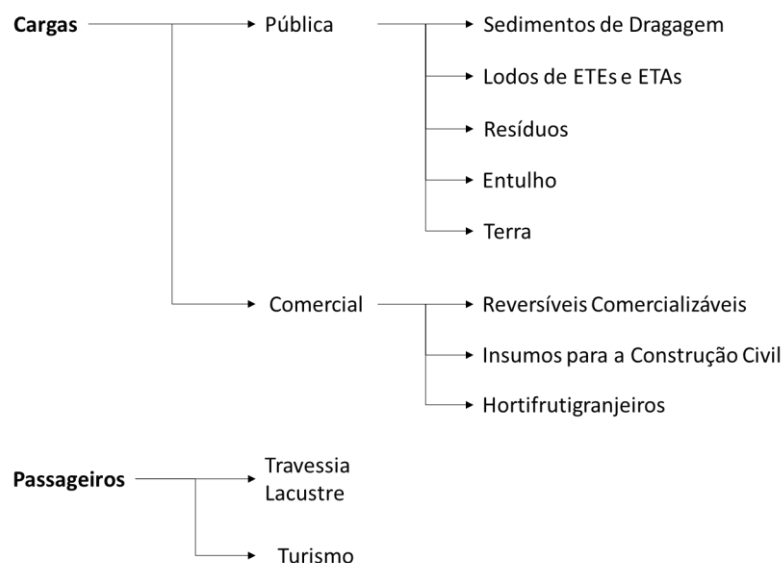 Cargas
Pública
Sedimentos de Dragagem
Lodos de ETEs e ETAs
Resíduos
Entulho
Terra
Comercial
Reversíveis Comercializáveis
Insumos para a Construção Civil
Hortifrutigranjeiros
Passageiros
Travessia
Lacustre
Turismo